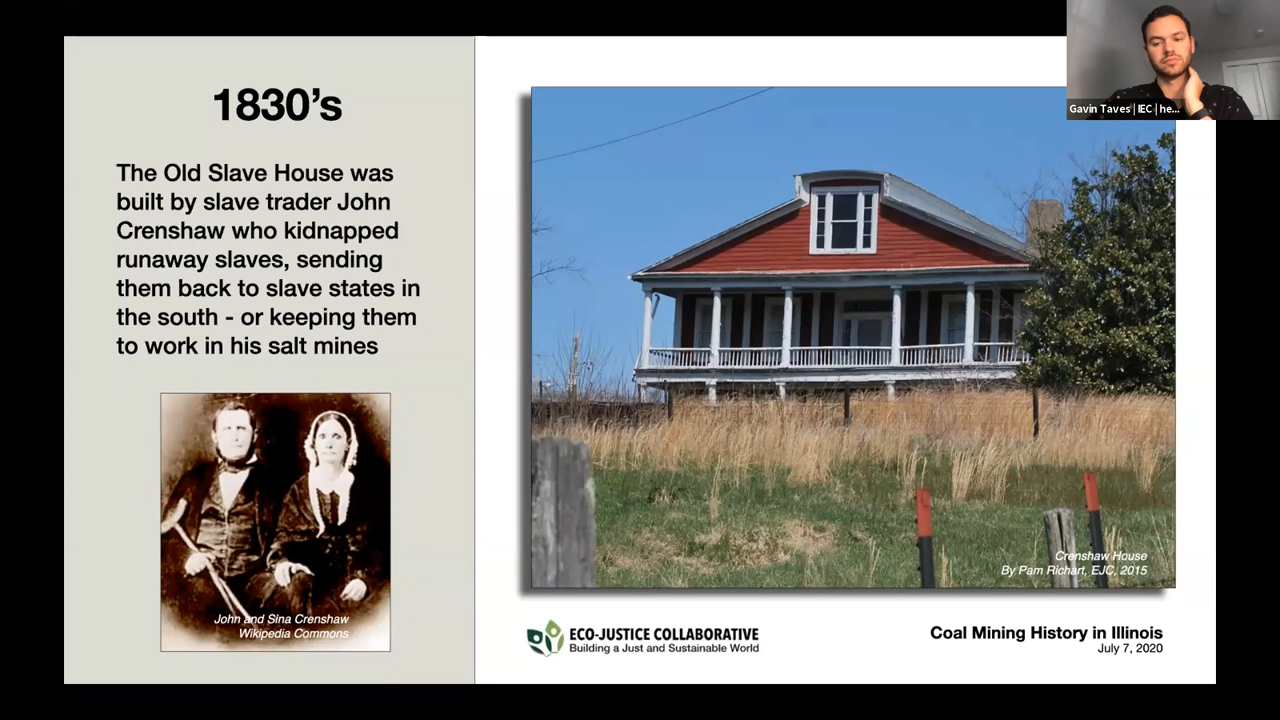 1830's
The Old Slave House was
built by slave trader John
Crenshaw who kidnapped
runaway slaves, sending
them back to slave states in
the south - or keeping them
to work in his salt mines
John and Sina Crenshaw
Wikipedia Commons
Gavin Taves | IEC | he...
Crenshaw House
By Pam Richart, EJC, 2015
ECO-JUSTICE COLLABORATIVE
Building a Just and Sustainable World
Coal Mining History in Illinois
July 7, 2020